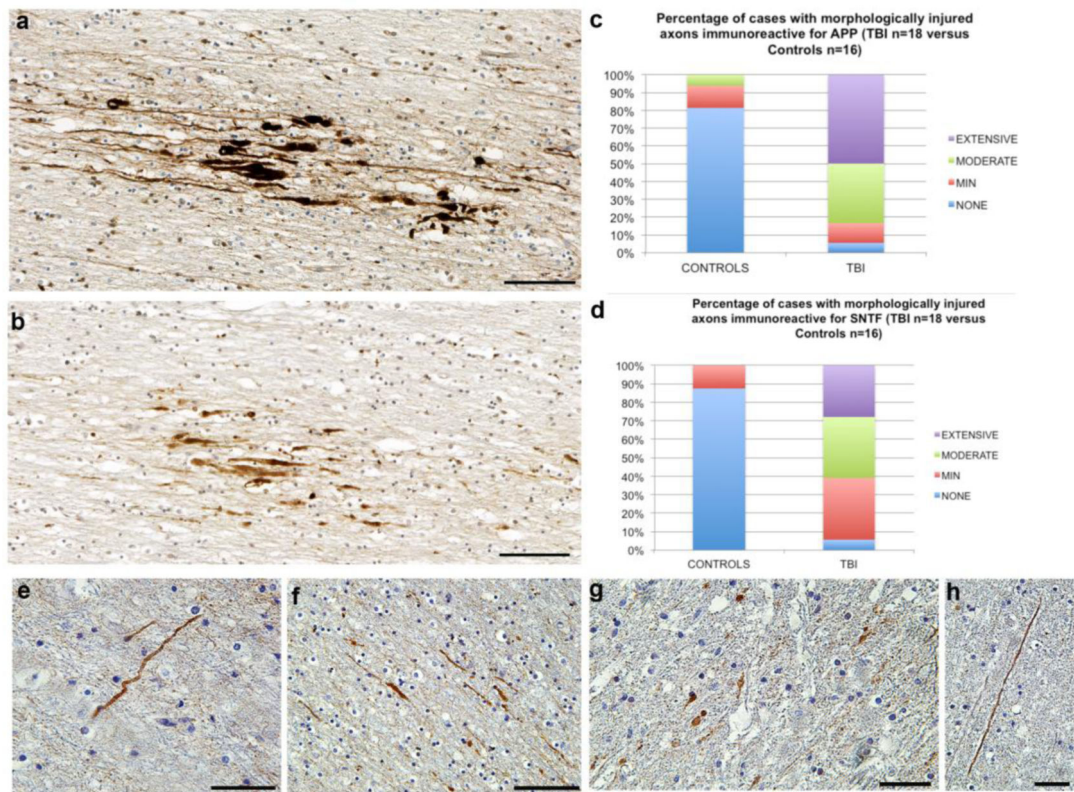 a
b
c
Percentage of cases with morphologically injured
axons immunoreactive for APP (TBI n=18 versus
Controls n=16)
100%
90%
80%
70%
60%
50%
40%
30%
20%
10%
0%
CONTROLS
TBI
EXTENSIVE
MODERATE
MIN
NONE
d
Percentage of cases with morphologically injured
axons immunoreactive for SNTF (TBI n=18 versus
Controls n=16)
100%
90%
80%
70%
60%
50%
40%
30%
20%
10%
0%
CONTROLS
TBI
EXTENSIVE
MODERATE
MIN
NONE
e
f
g
h